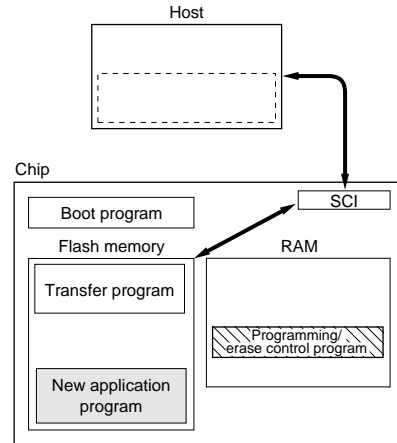 Host
Chip
SCI
Boot program
Flash memory
RAM
Transfer program
Programming/
erase control program
New application
program